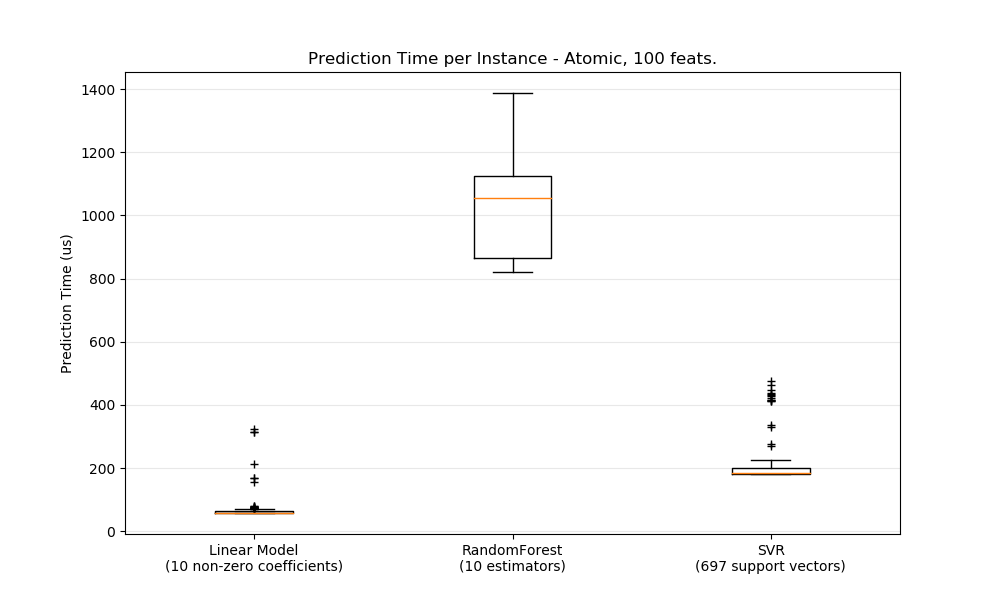 Prediction Time per Instance - Atomic, 100 feats.
1400
1200
1000
800
600
400
200
0
Prediction Time (us)
Linear Model
(10 non-zero coefficients)
RandomForest
(10 estimators)
SVR
(697 support vectors)